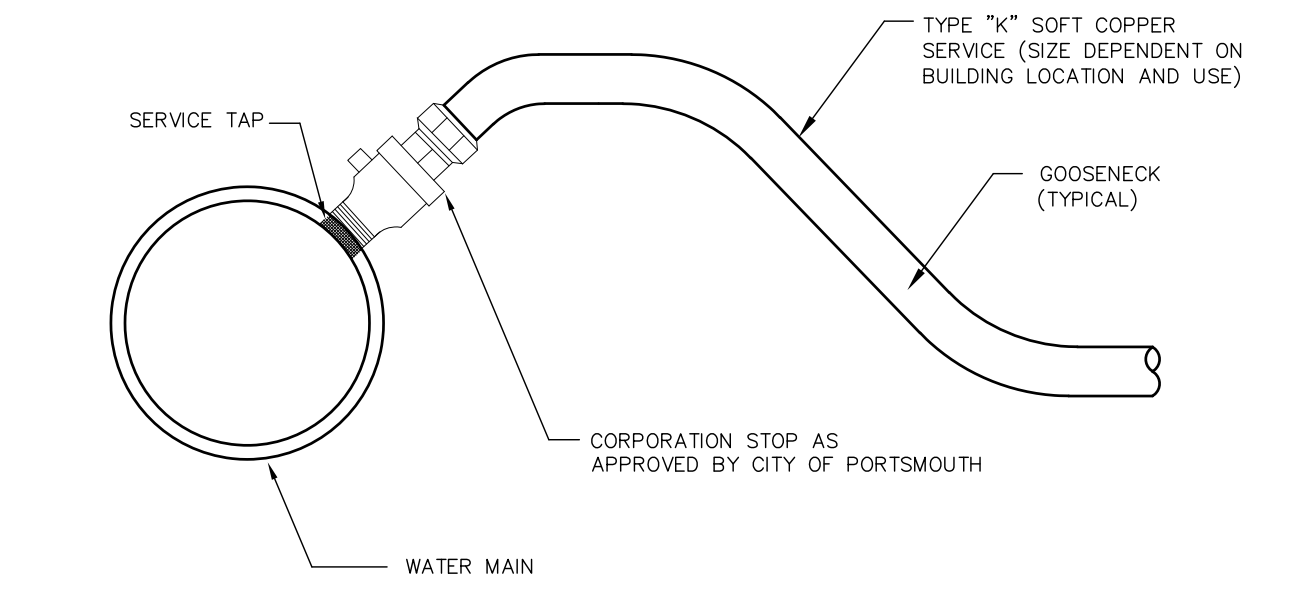 TYPE "K" SOFT COPPER
SERVICE (SIZE DEPENDENT ON
BUILDING LOCATION AND USE)
SERVICE TAP
GOOSENECK
(TYPICAL)
CORPORATION STOP AS
APPROVED BY CITY OF PORTSMOUTH
WATER MAIN